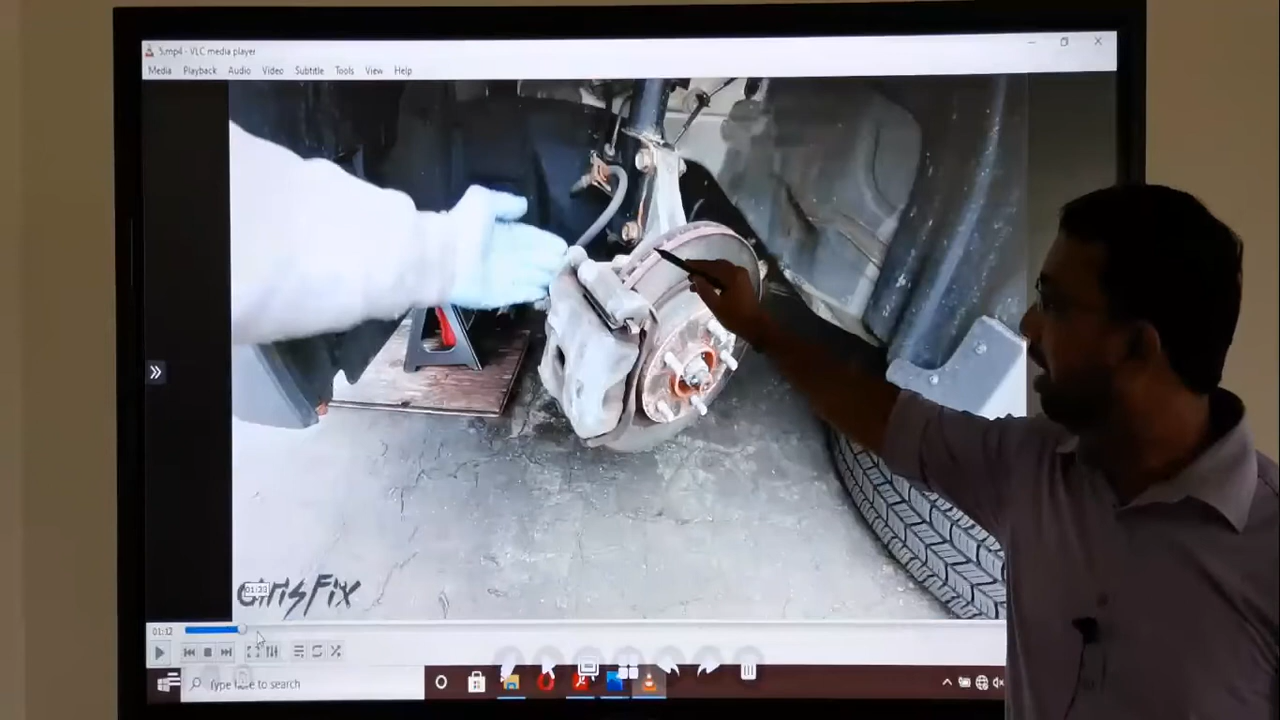 5.mp4 - VLC media player
Media Playback Audio Video Subtitle Tools View Help
ChrisFix
01:12
Type here to search